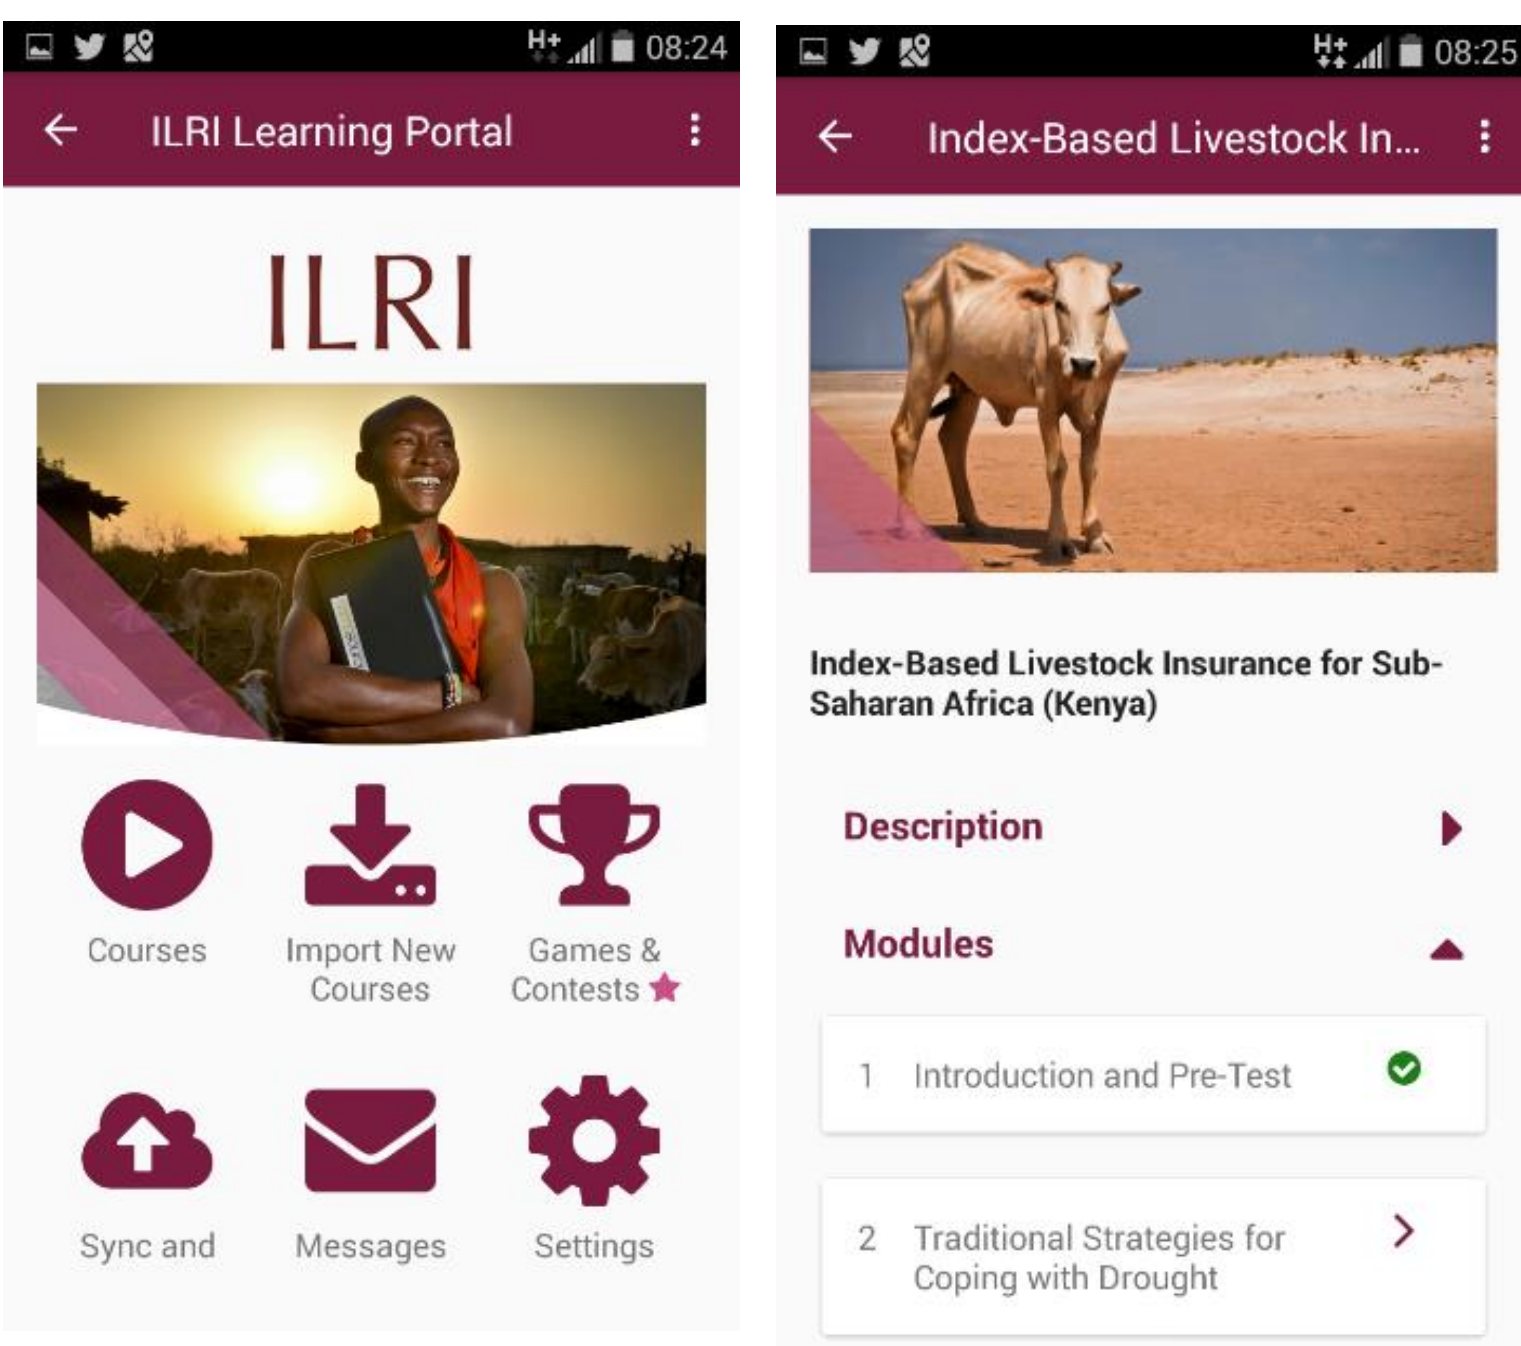 H+ 08:24
ILRI Learning Portal
ILRI
Courses
Import New
Courses
Games &
Contests
Sync and
Messages
Settings
H+ 08:25
Index-Based Livestock In...
Index-Based Livestock Insurance for Sub-
Saharan Africa (Kenya)
Description
Modules
1 Introduction and Pre-Test
2 Traditional Strategies for
Coping with Drought